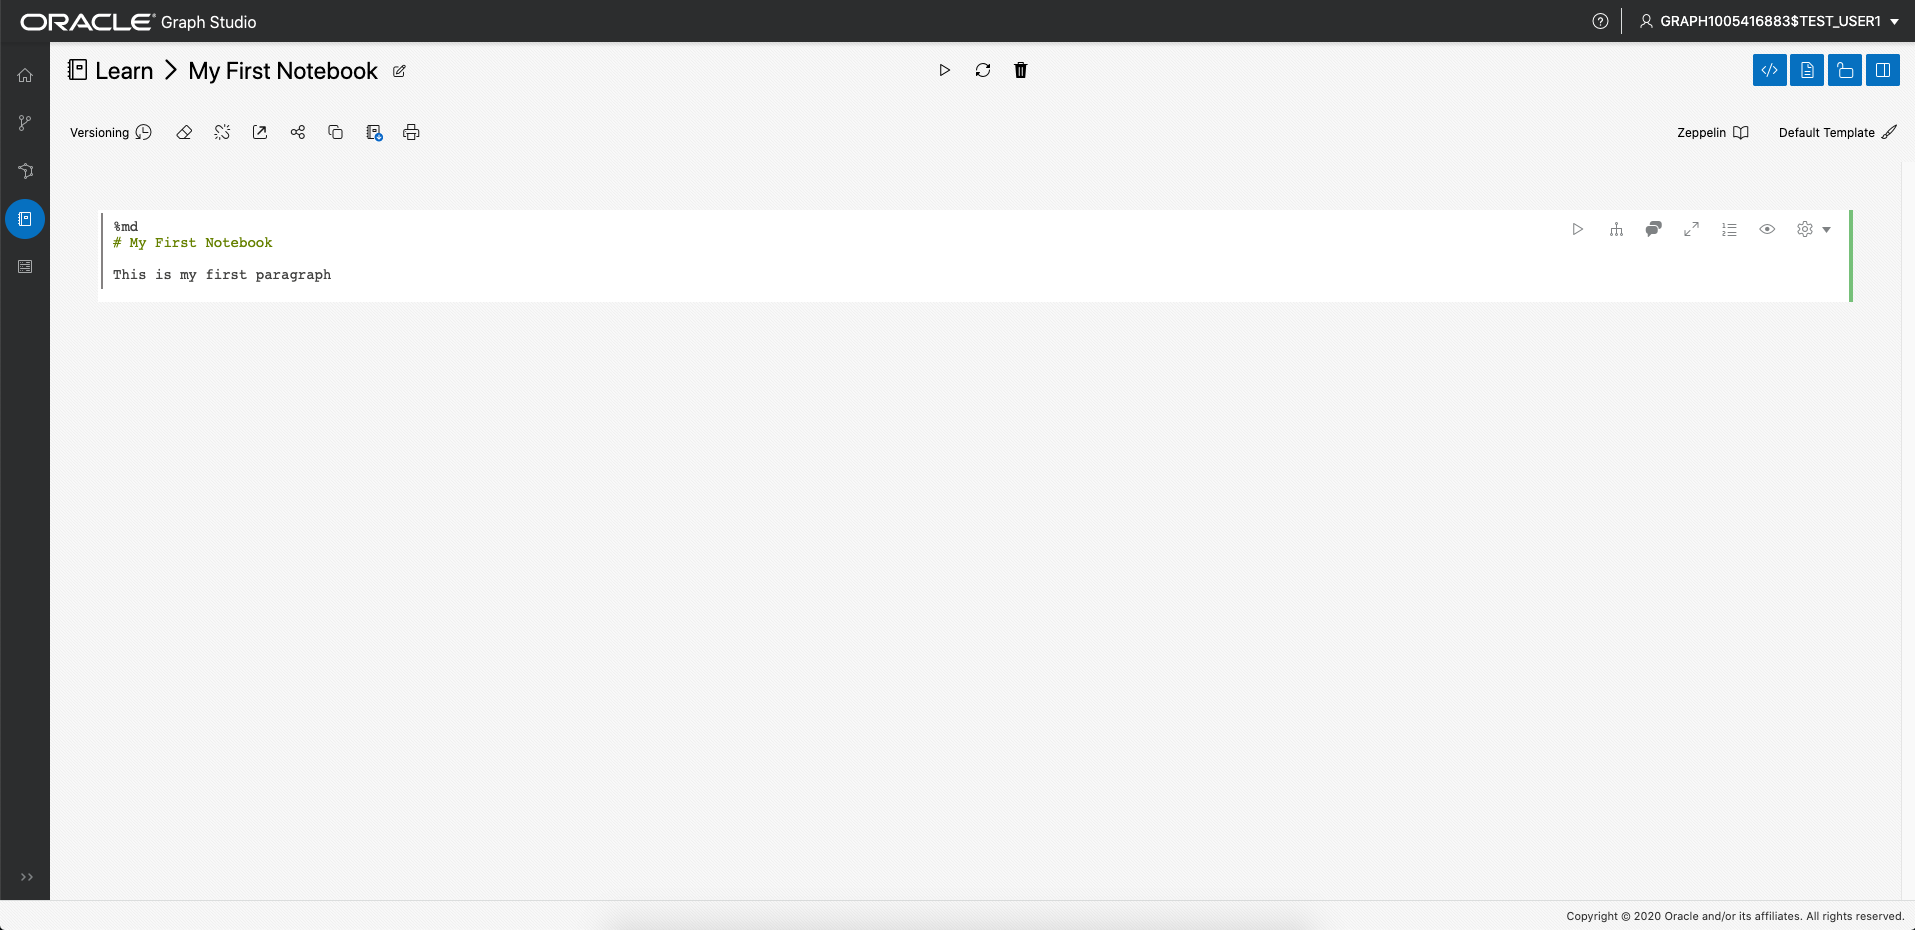 ORACLE® Graph Studio
GRAPH1005416883$TEST_USER1
Learn > My First Notebook
Versioning
Zeppelin
Default Template
%md
# My First Notebook
This is my first paragraph
Copyright © 2020 Oracle and/or its affiliates. All rights reserved.